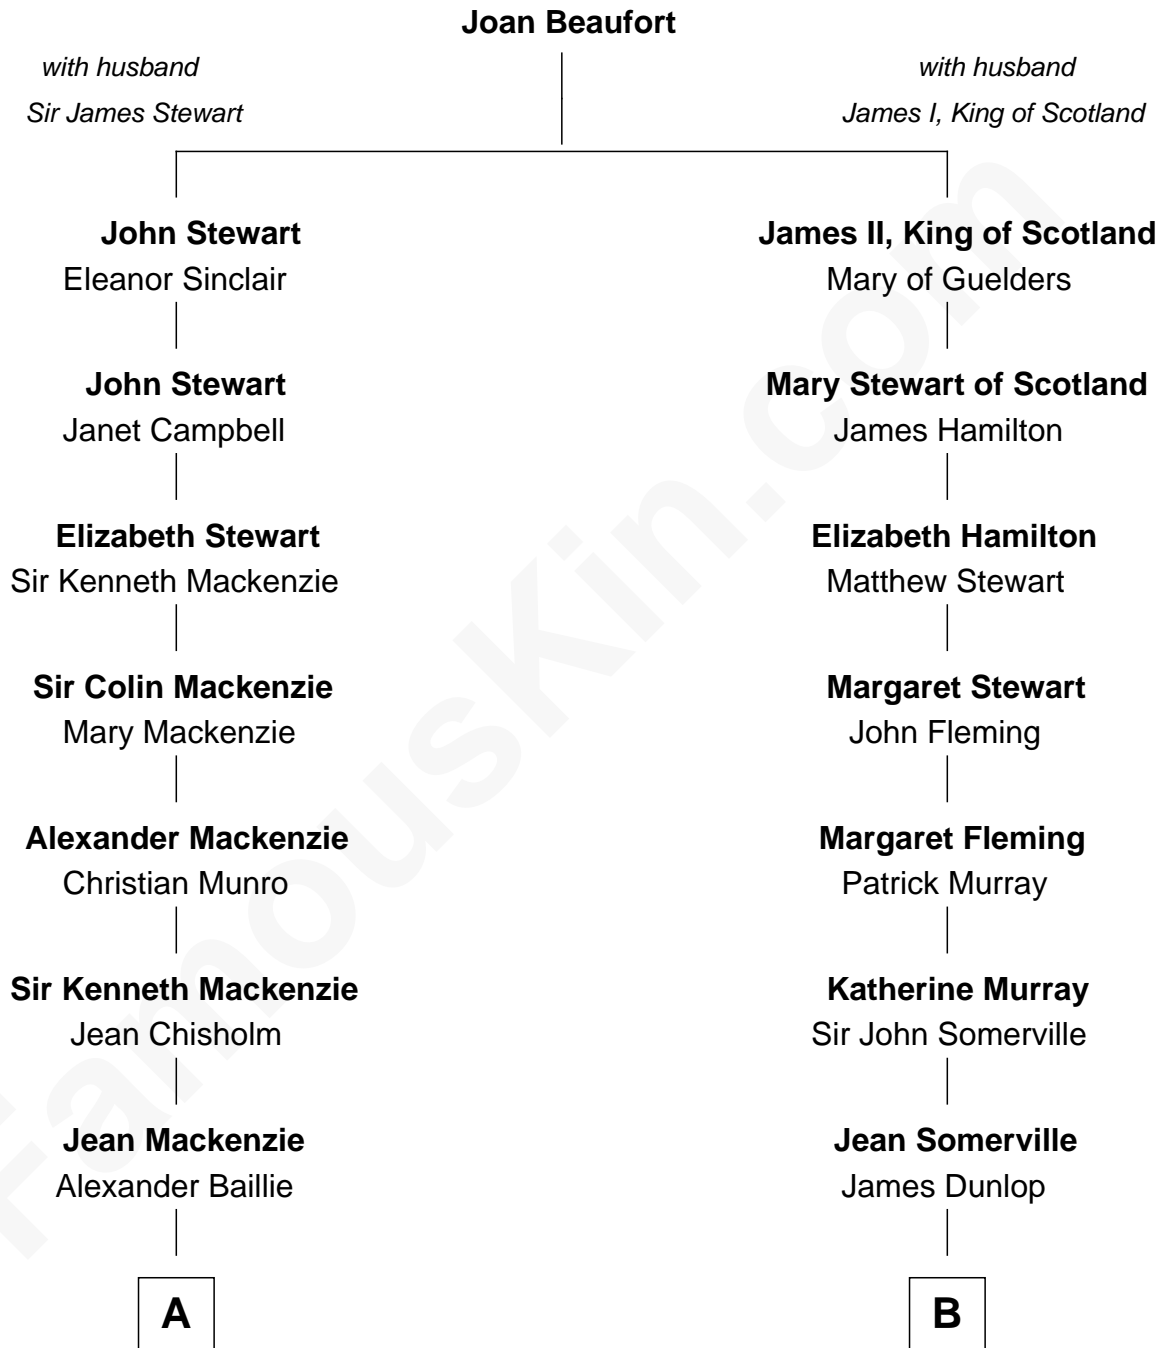 Joan Beaufort
with husband
Sir James Stewart
with husband
James I, King of Scotland
John Stewart
Eleanor Sinclair
James II, King of Scotland
Mary of Guelders
John Stewart
Janet Campbell
Mary Stewart of Scotland
James Hamilton
Elizabeth Stewart
Sir Kenneth Mackenzie
Elizabeth Hamilton
Matthew Stewart
Sir Colin Mackenzie
Mary Mackenzie
Margaret Stewart
John Fleming
Alexander Mackenzie
Christian Munro
Margaret Fleming
Patrick Murray
Sir Kenneth Mackenzie
Jean Chisholm
Katherine Murray
Sir John Somerville
Jean Mackenzie
Alexander Baillie
Jean Somerville
James Dunlop
A
B
FamousKin.com